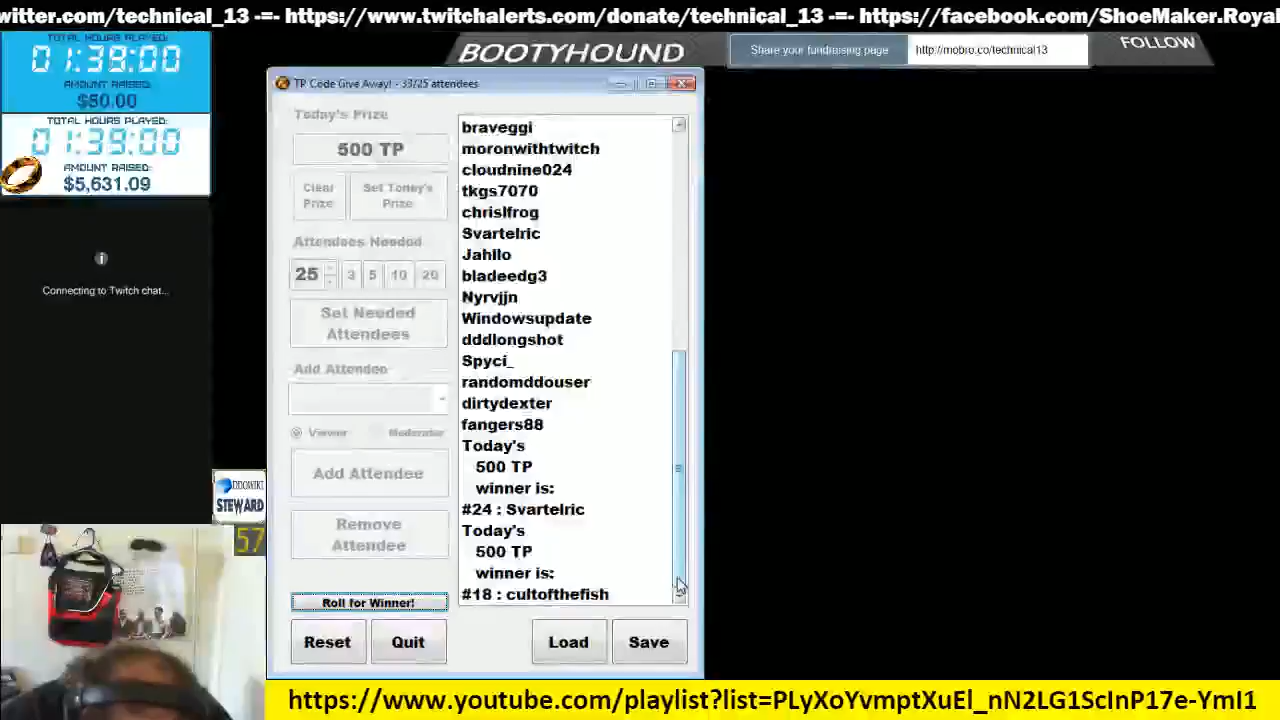 witter.com/technical_13 -=- https://www.twitchalerts.com/donate/technical_13 -=- https://facebook.com/ShoeMaker.Royal
TOTAL HOURS PLAYED:
01:39:00
AMOUNT RAISED:
$50.00
TOTAL HOURS PLAYED:
01:39:00
AMOUNT RAISED:
$5,631.09
Connecting to Twitch chat...
BOOTYHOUND
Share your fundraising page
http://mobro.co/technical13
FOLLOW
TP Code Give Away! - 33/25 attendees
Today's Prize
500 TP
Clear
Prize
Set Today's
Prize
Attendees Needed
25
3
5
10
20
Set Needed
Attendees
Add Attendee
Viewer
Moderator
Add Attendee
Remove
Attendee
Roll for Winner!
Reset
Quit
Load
Save
braveggi
moronwithtwitch
cloudnine024
tkgs7070
chrislfrog
Svartelric
Jahllo
bladeedg3
Nyrvjjn
Windowsupdate
dddlongshot
Spyci_
randomddouser
dirtydexter
fangers88
Today's
500 TP
winner is:
#24 : Svartelric
Today's
500 TP
winner is:
#18 : cultofthefish
DDOWIKI
STEWARD
57
https://www.youtube.com/playlist?list=PLyXoYvmptXuEl_nN2LG1ScInP17e-YmI1